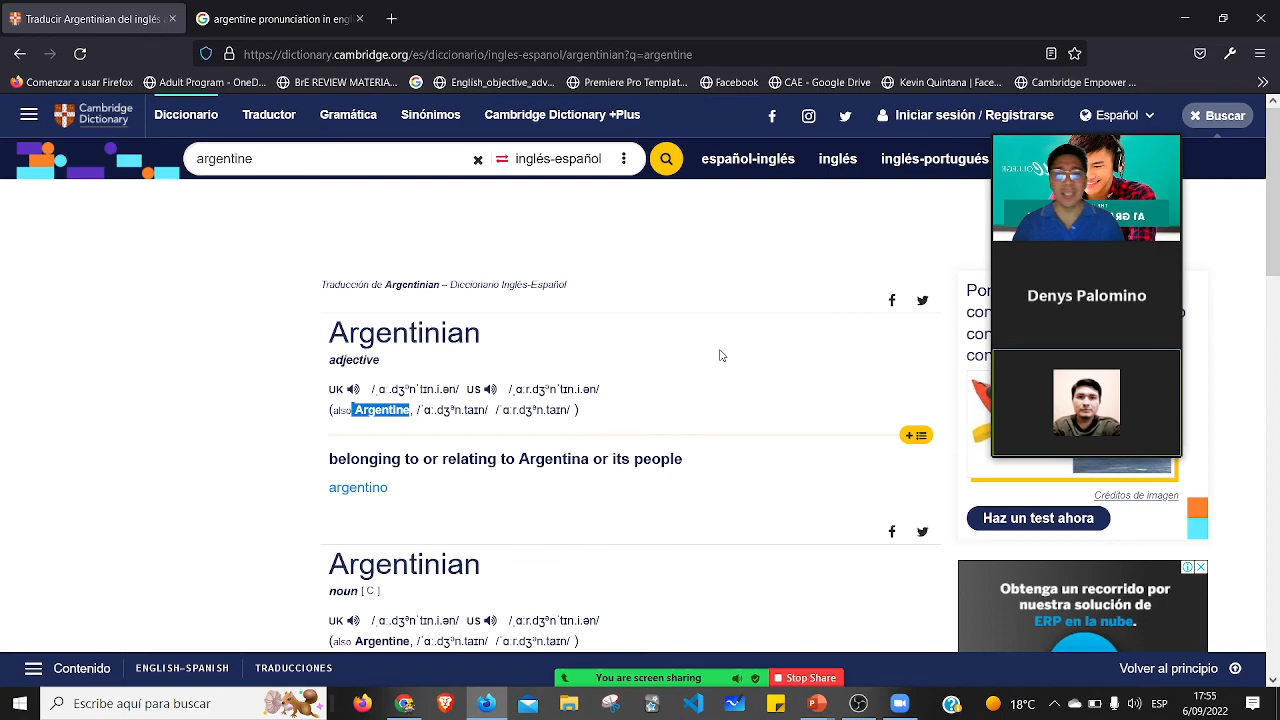 Traducir Argentinian del inglés
argentine pronunciation in eng
https://dictionary.cambridge.org/es/diccionario/ingles-espanol/argentinian?q=argentine
Comenzar a usar Firefox
Adult Program - OneD...
BrE REVIEW MATERIA...
English_objective_adv...
Premiere Pro Templat...
Facebook
CAE - Google Drive
Kevin Quintana | Face...
Cambridge Empower ...
Cambridge Dictionary
Diccionario
Traductor
Gramática
Sinónimos
Cambridge Dictionary +Plus
Iniciar sesión / Registrarse
Español
Buscar
argentine
inglés-español
español-inglés
inglés
inglés-portugués
Traducción de Argentinian – Diccionario Inglés-Español
Argentinian
adjective
UK /ˌɑː.dʒᵊnˈtɪn.i.ən/ US /ˌɑːr.dʒᵊnˈtɪn.i.ən/
(also Argentine, /ˈɑː.dʒᵊn.taɪn/ /ˈɑːr.dʒᵊn.taɪn/ )
belonging to or relating to Argentina or its people
argentino
Argentinian
noun [ C ]
UK /ˌɑː.dʒᵊnˈtɪn.i.ən/ US /ˌɑːr.dʒᵊnˈtɪn.i.ən/
(also Argentine, /ˈɑː.dʒᵊn.taɪn/ /ˈɑːr.dʒᵊn.taɪn/ )
Denys Palomino
Créditos de imagen
Haz un test ahora
Obtenga un recorrido por
nuestra solución de
ERP en la nube.
Contenido
ENGLISH–SPANISH
TRADUCCIONES
Volver al principio
You are screen sharing
Stop Share
Escribe aquí para buscar
18°C
ESP
17:55
6/09/2022